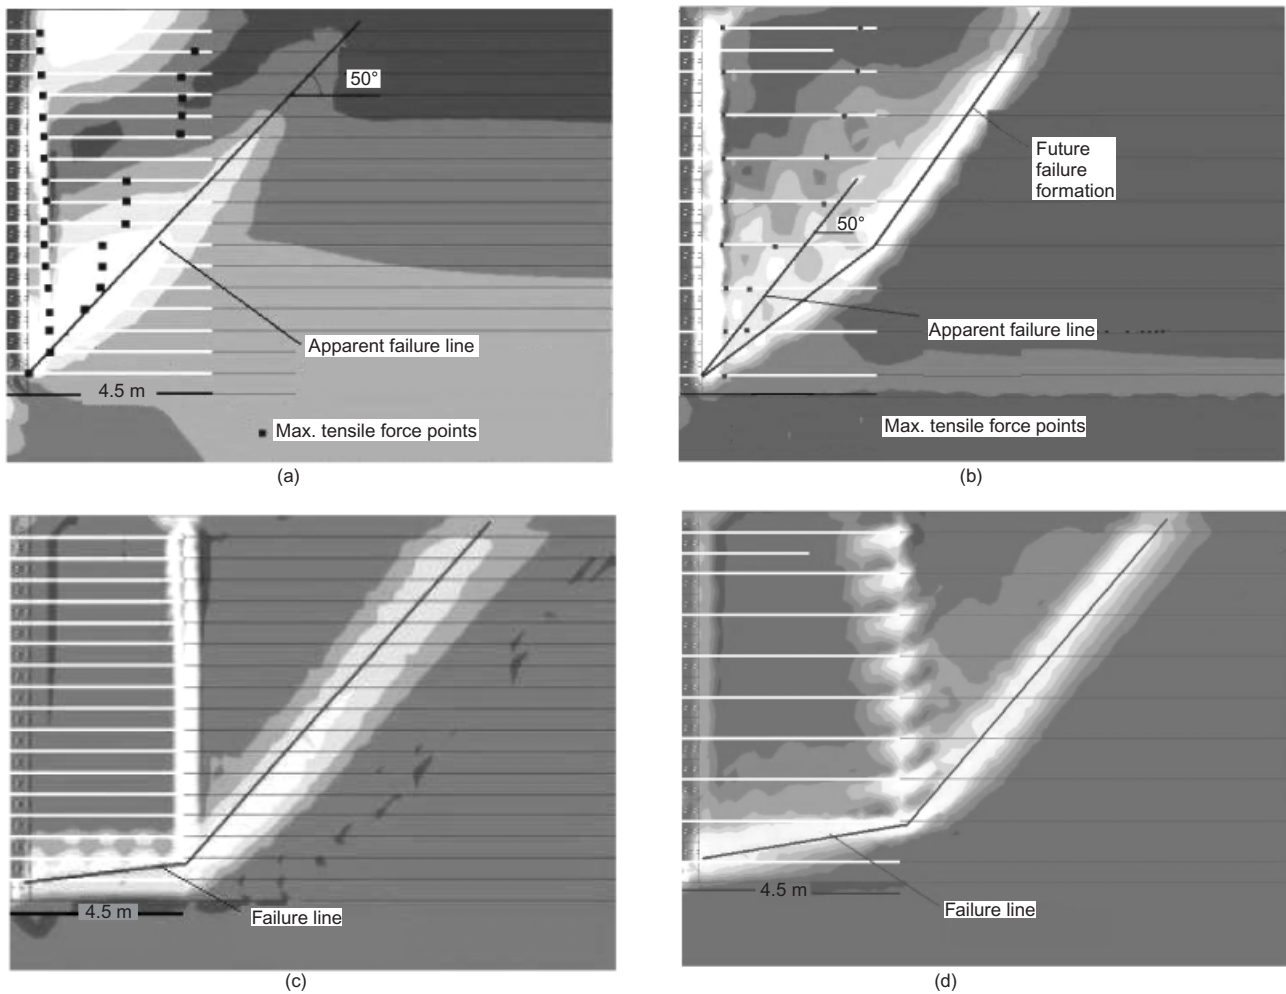 50°
Apparent failure line
4.5 m
Max. tensile force points
(a)
Future
failure
formation
50°
Apparent failure line
Max. tensile force points
(b)
4.5 m
Failure line
(c)
4.5 m
Failure line
(d)